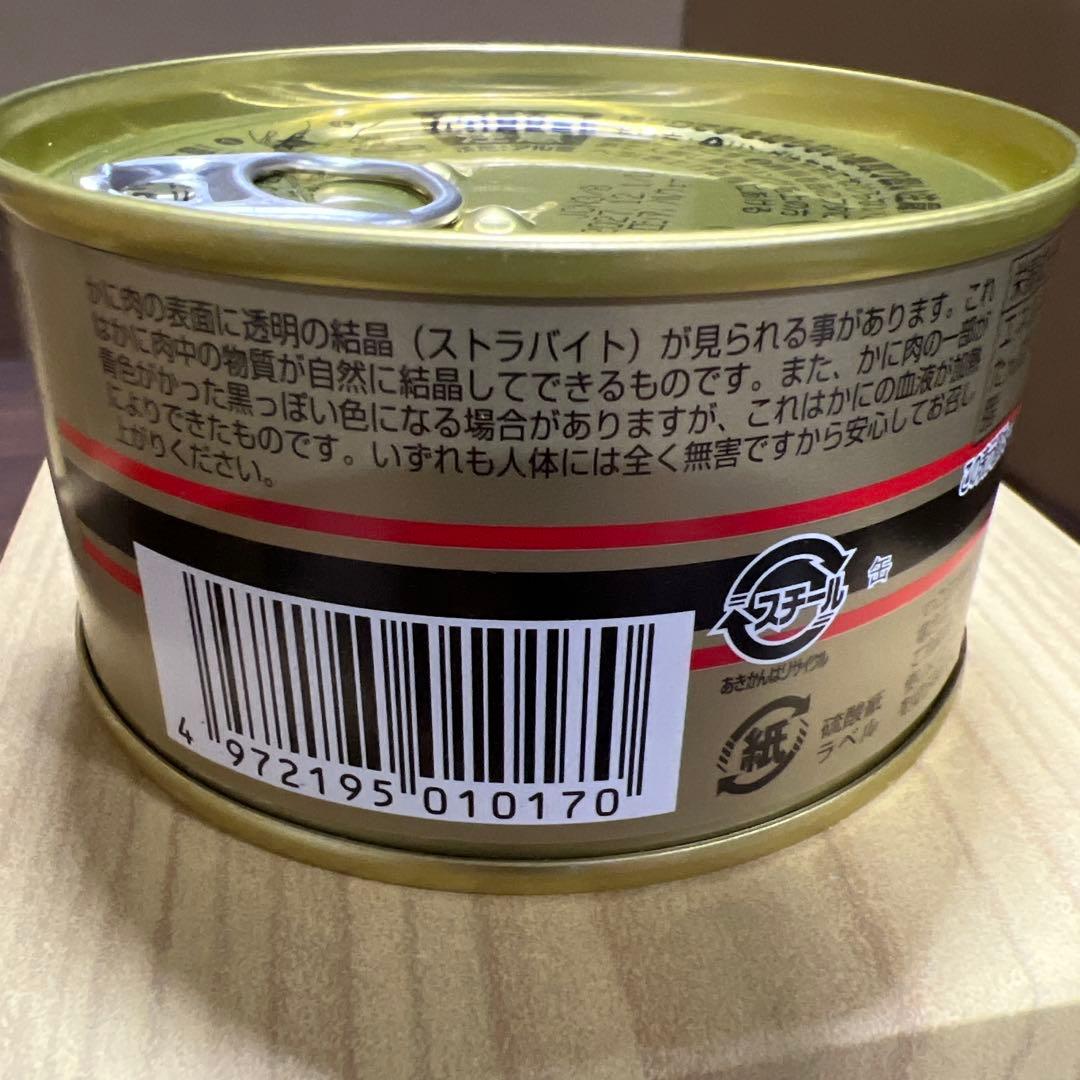 かに肉の表面に透明の結晶(ストラバイト)が見られる事があります。これ
はかに肉中の物質が自然に結晶してできるものです。また、かに肉の一部が
青色がかった黒っぽい色になる場合がありますが、これはかにの血液が加熱
によりできたものです。いずれも人体には全く無害ですから安心してお召し
上がりください。
スチール
缶
あきかんはリサイクル
紙
硫酸紙
ラベル
4 972195 010170